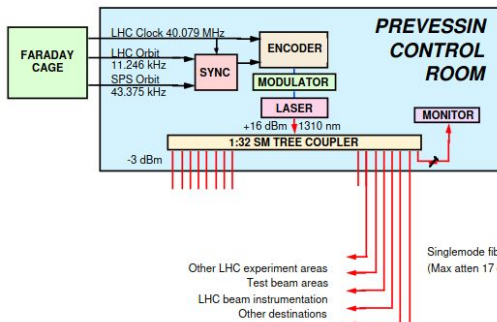 PREVESSIN
CONTROL
ROOM
FARADAY
CAGE
LHC Clock 40.079 MHz
LHC Orbit
11.246 kHz
SPS Orbit
43.375 kHz
SYNC
ENCODER
MODULATOR
LASER
MONITOR
+16 dBm
1310 nm
1:32 SM TREE COUPLER
-3 dBm
Other LHC experiment areas
Test beam areas
LHC beam instrumentation
Other destinations
Singlemode
(Max atten 17